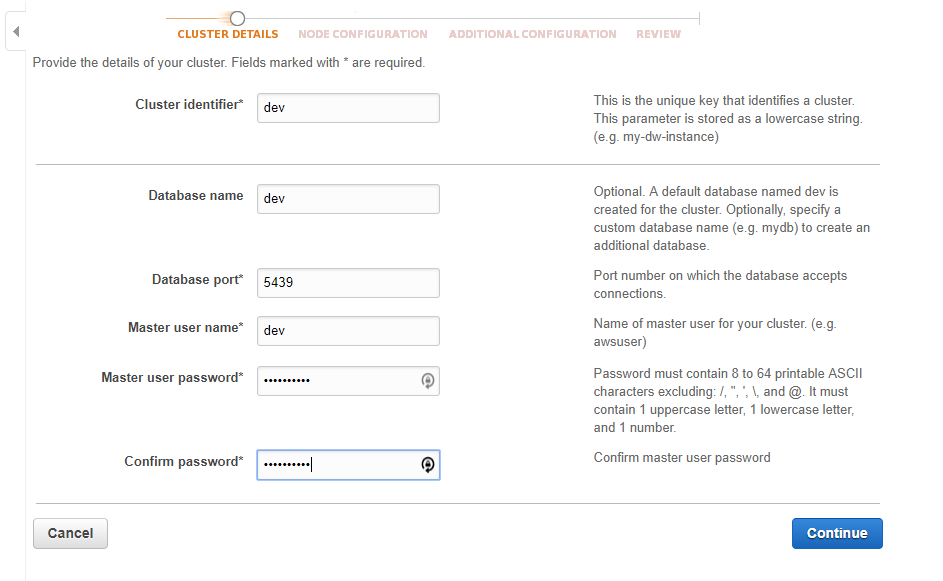 CLUSTER DETAILS NODE CONFIGURATION ADDITIONAL CONFIGURATION REVIEW
Provide the details of your cluster. Fields marked with * are required.
Cluster identifier* dev
This is the unique key that identifies a cluster.
This parameter is stored as a lowercase string.
(e.g. my-dw-instance)
Database name dev
Optional. A default database named dev is
created for the cluster. Optionally, specify a
custom database name (e.g. mydb) to create an
additional database.
Database port* 5439
Port number on which the database accepts
connections.
Master user name* dev
Name of master user for your cluster. (e.g.
awsuser)
Master user password* ••••••••••
Password must contain 8 to 64 printable ASCII
characters excluding: /, ", ', \, and @. It must
contain 1 uppercase letter, 1 lowercase letter,
and 1 number.
Confirm password* ••••••••••
Confirm master user password
Cancel Continue